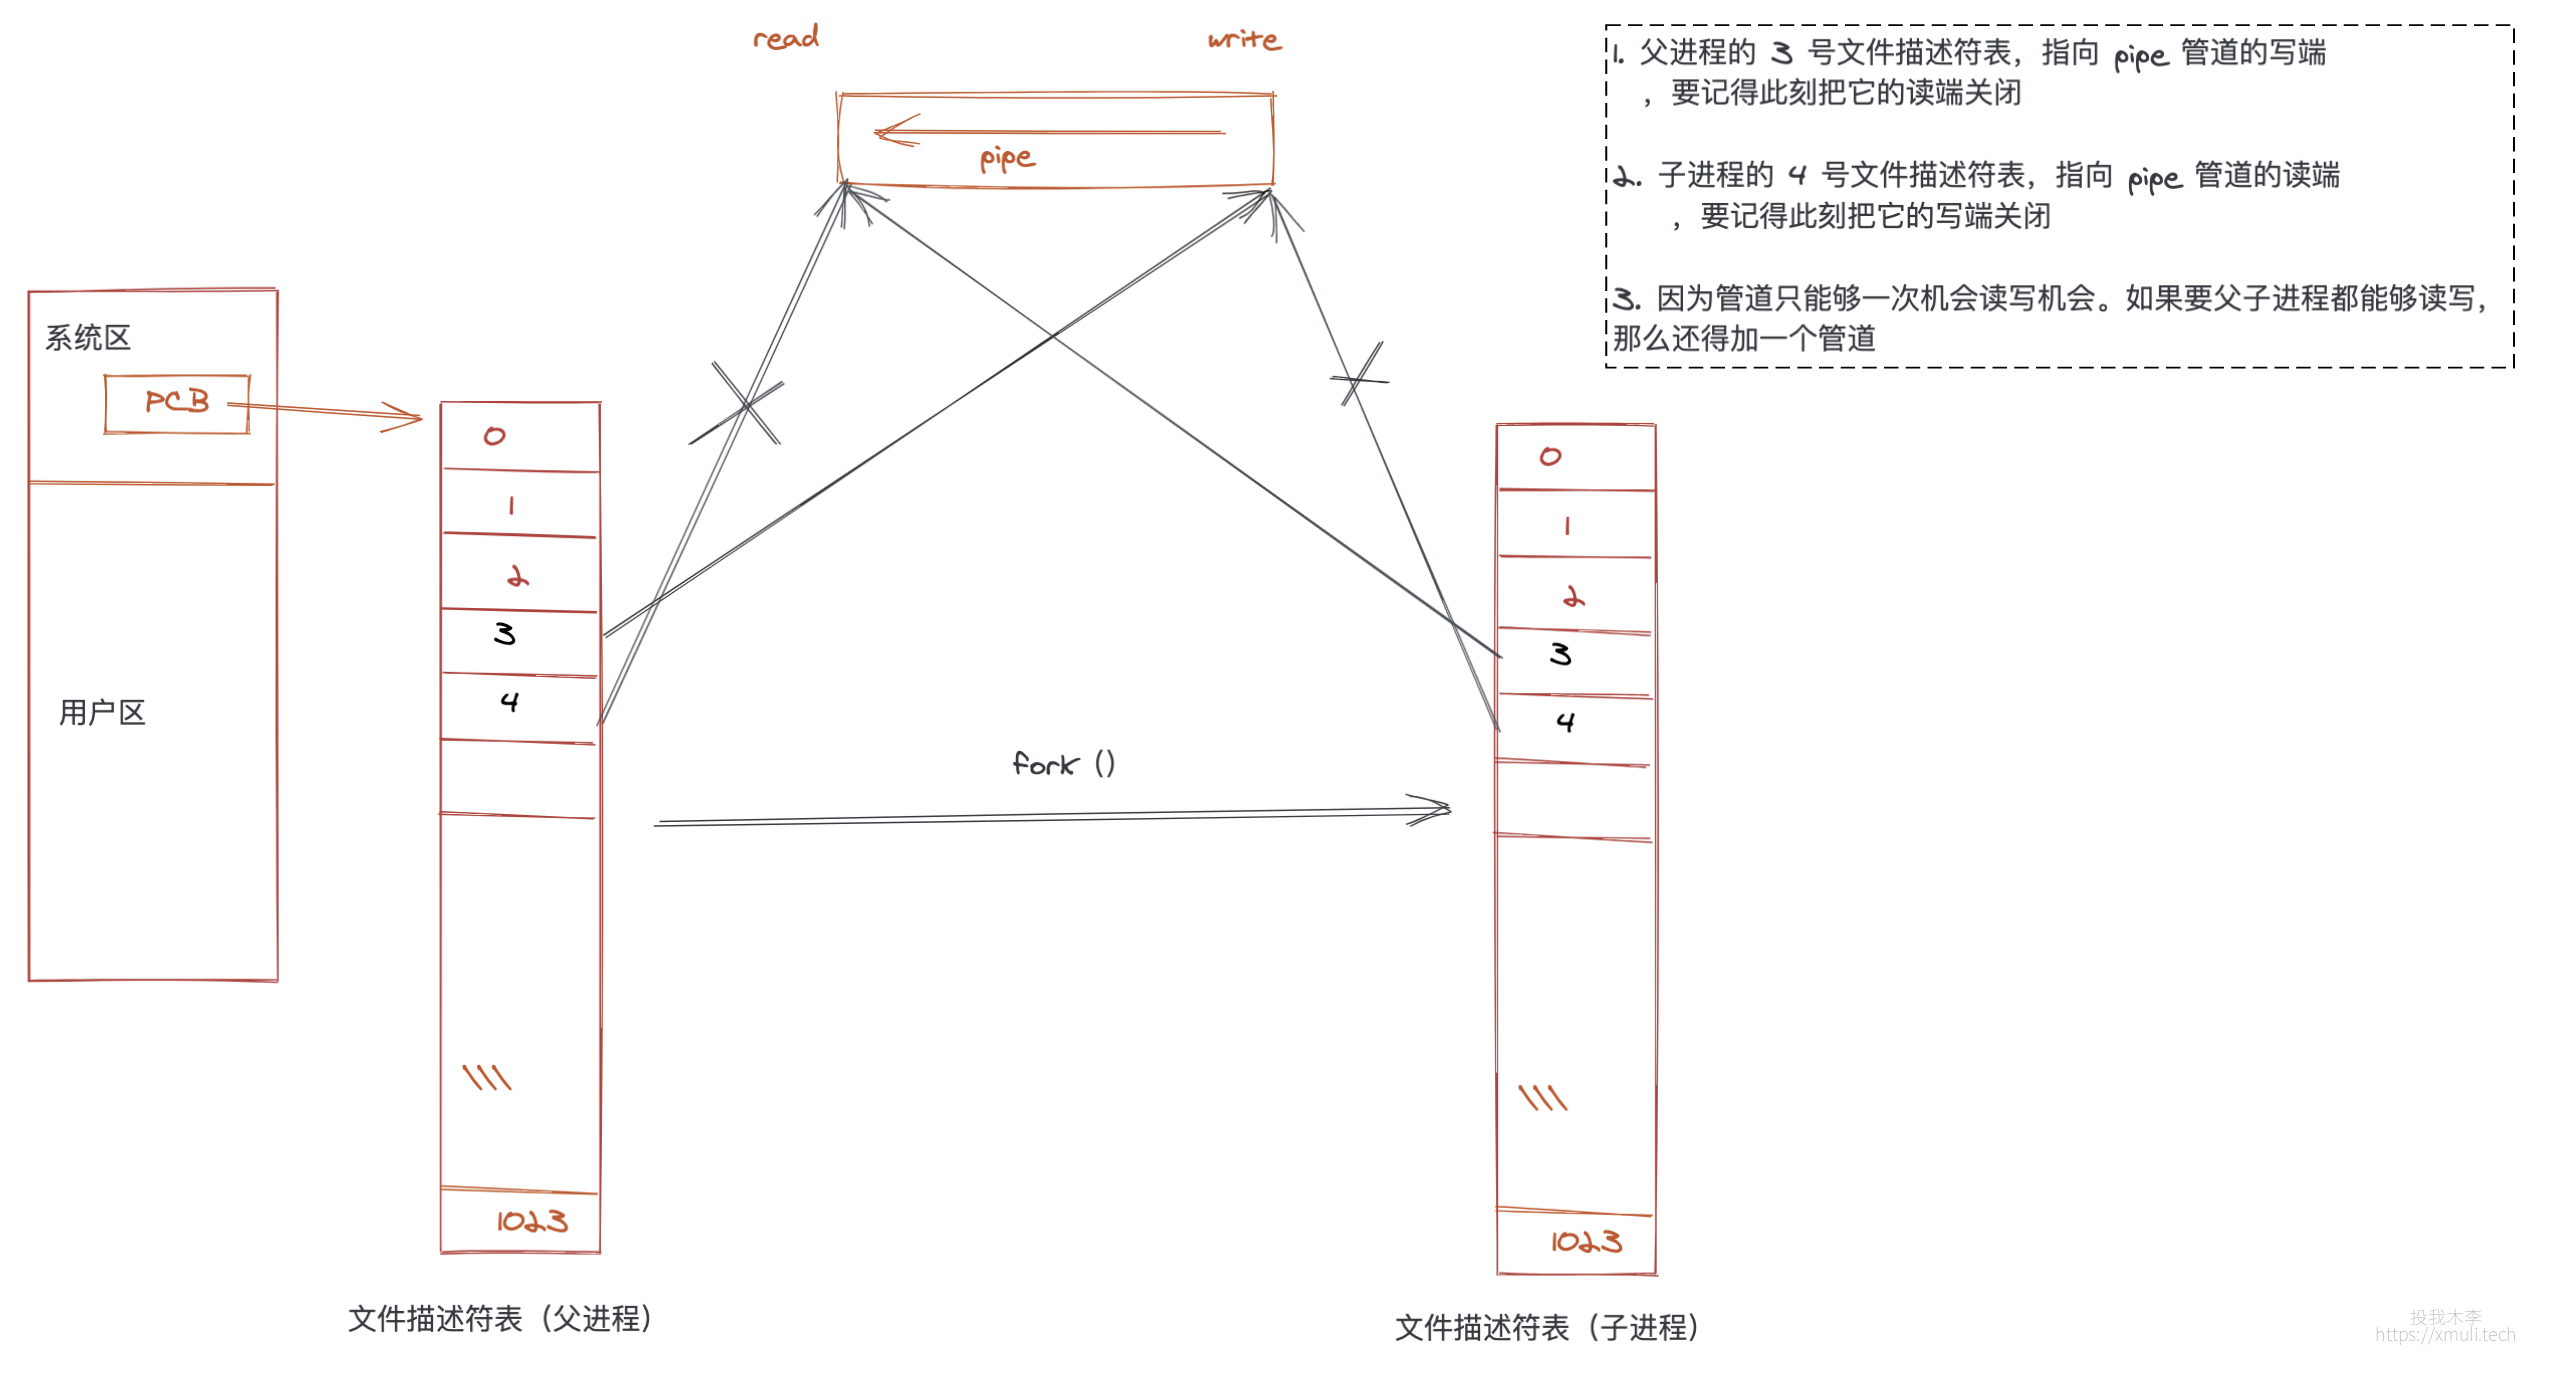 read
write
pipe
1. 父进程的 3 号文件描述符表，指向 pipe 管道的写端
，要记得此刻把它的读端关闭
2. 子进程的 4 号文件描述符表，指向 pipe 管道的读端
，要记得此刻把它的写端关闭
3. 因为管道只能够一次机会读写机会。如果要父子进程都能够读写，
那么还得加一个管道
系统区
PCB
用户区
0
1
2
3
4
1023
文件描述符表（父进程）
fork ()
0
1
2
3
4
1023
文件描述符表（子进程）
投我木李
https://xmuli.tech